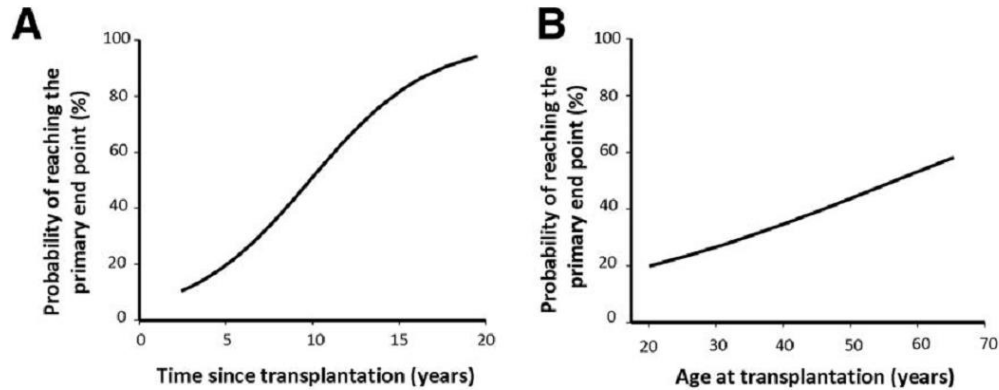 A
Probability of reaching the
primary end point (%)
100
80
60
40
20
0
0 5 10 15 20
Time since transplantation (years)
B
Probability of reaching the
primary end point (%)
100
80
60
40
20
0
20 30 40 50 60 70
Age at transplantation (years)